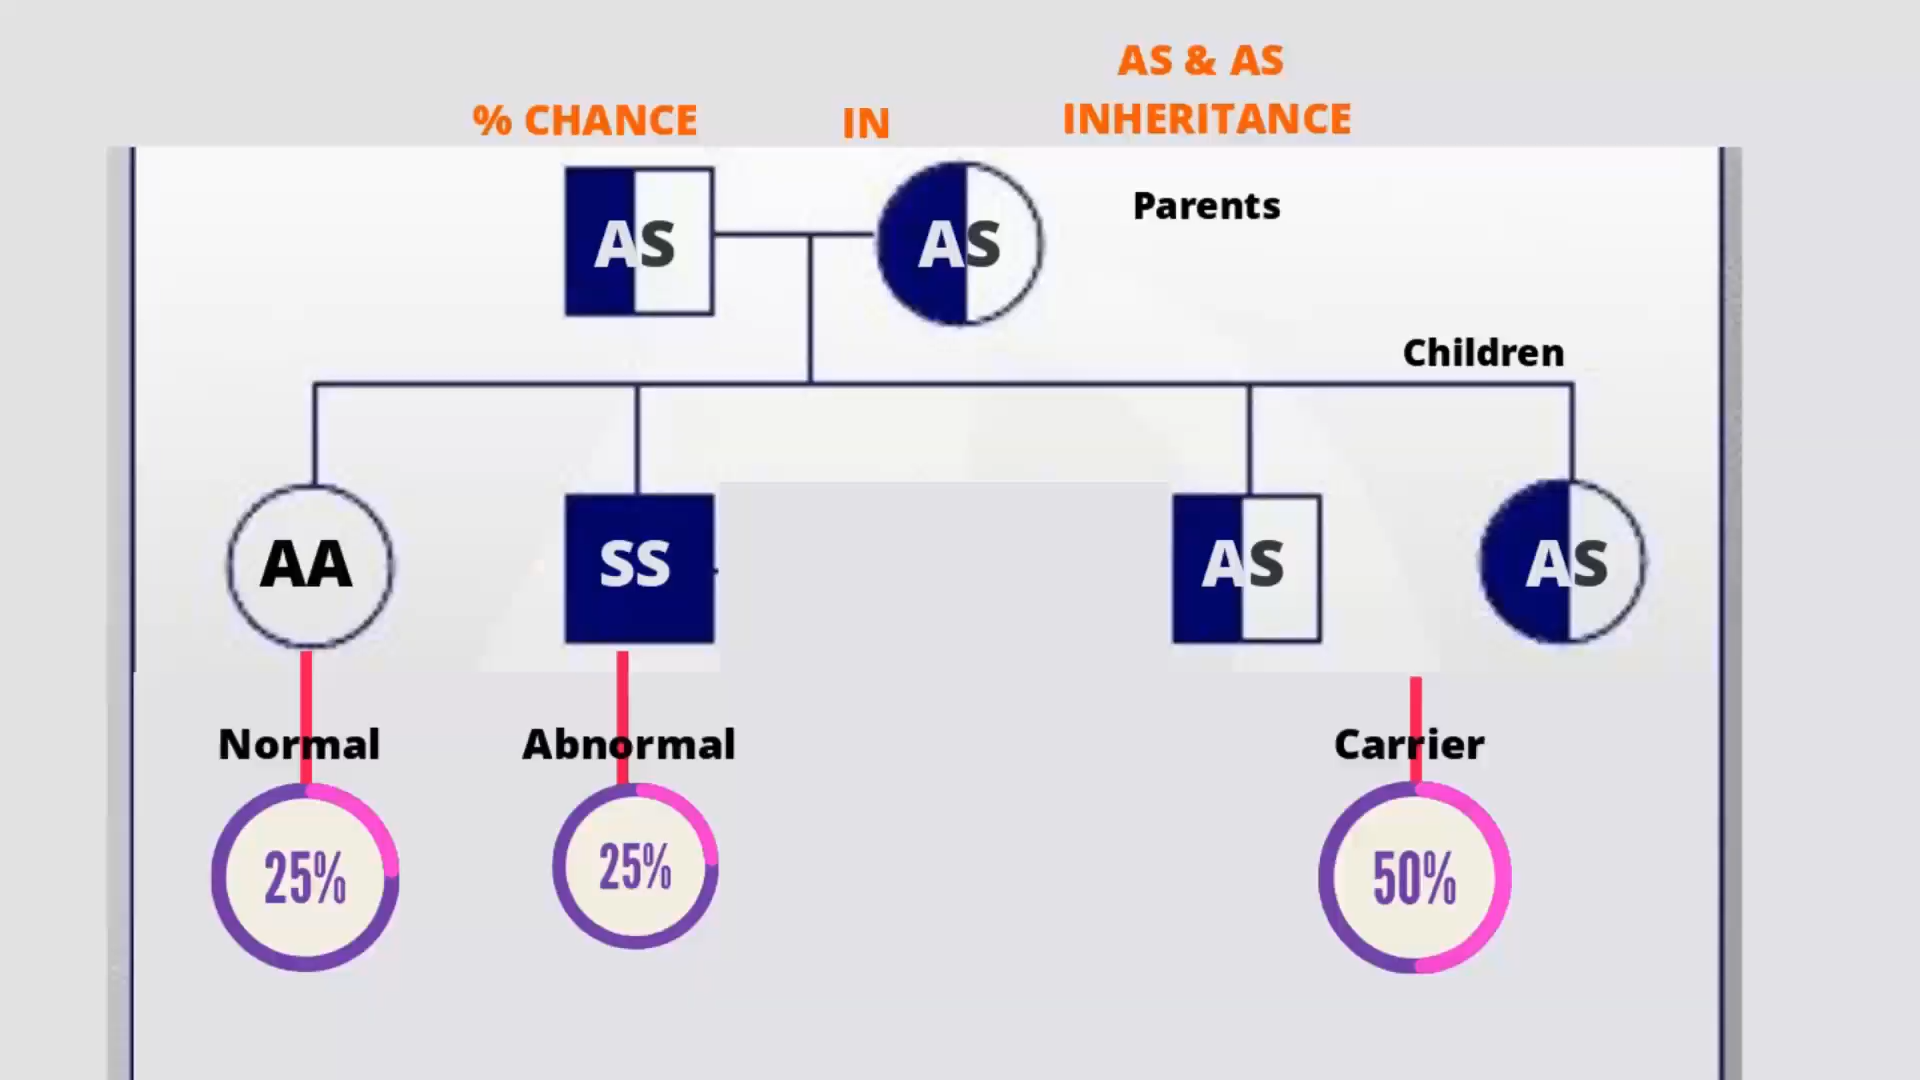 AS & AS
% CHANCE IN INHERITANCE
AS AS Parents
Children
AA SS AS AS
Normal Abnormal Carrier
25% 25% 50%